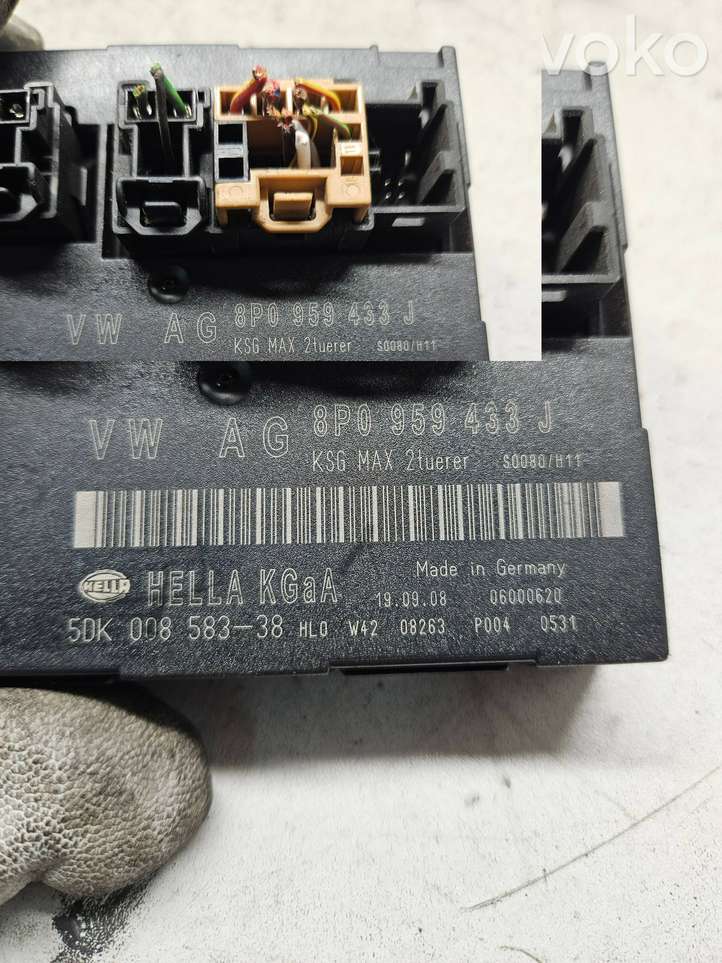 voko
VW AG 8P0 959 433 J
KSG MAX 2tuerer S0080/H11
VW AG 8P0 959 433 J
KSG MAX 2tuerer S0080/H11
HELLA HELLA KGaA Made in Germany
19.09.08 06000620
5DK 008 583-38 HL0 W42 08263 P004 0531